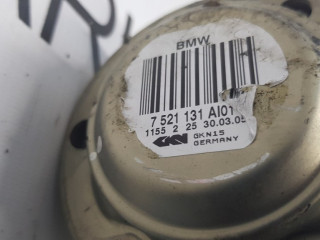 BMW
7 521 131 AI01
1155 2 25 30.03.05
GKN GKN15
GERMANY